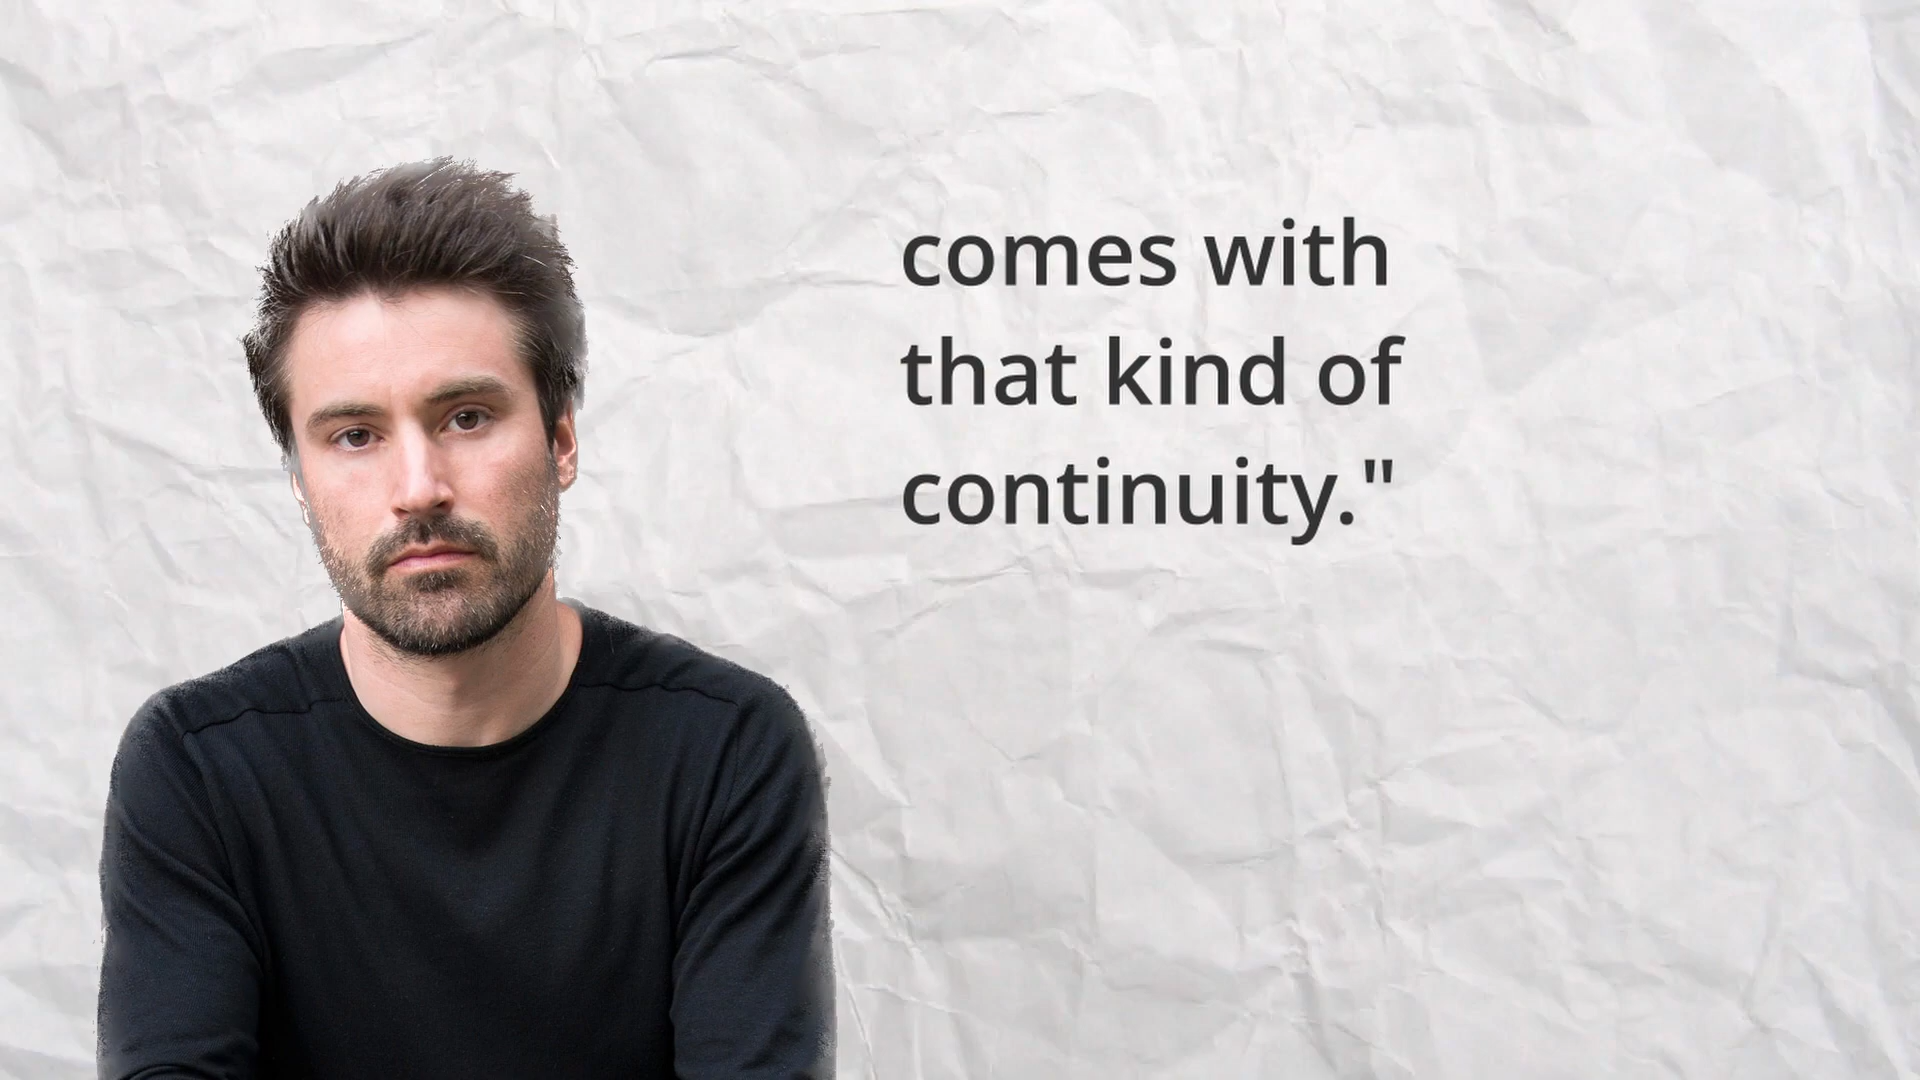 comes with
that kind of
continuity."